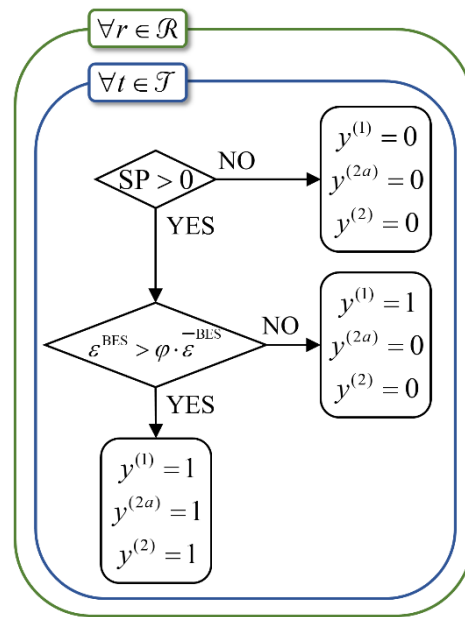 ∀r ∈ ℛ
∀t ∈ 𝒯
SP > 0
NO
y⁽¹⁾ = 0
y⁽²ᵃ⁾ = 0
y⁽²⁾ = 0
YES
ε^BES > φ · ε̅^BES
NO
y⁽¹⁾ = 1
y⁽²ᵃ⁾ = 0
y⁽²⁾ = 0
YES
y⁽¹⁾ = 1
y⁽²ᵃ⁾ = 1
y⁽²⁾ = 1